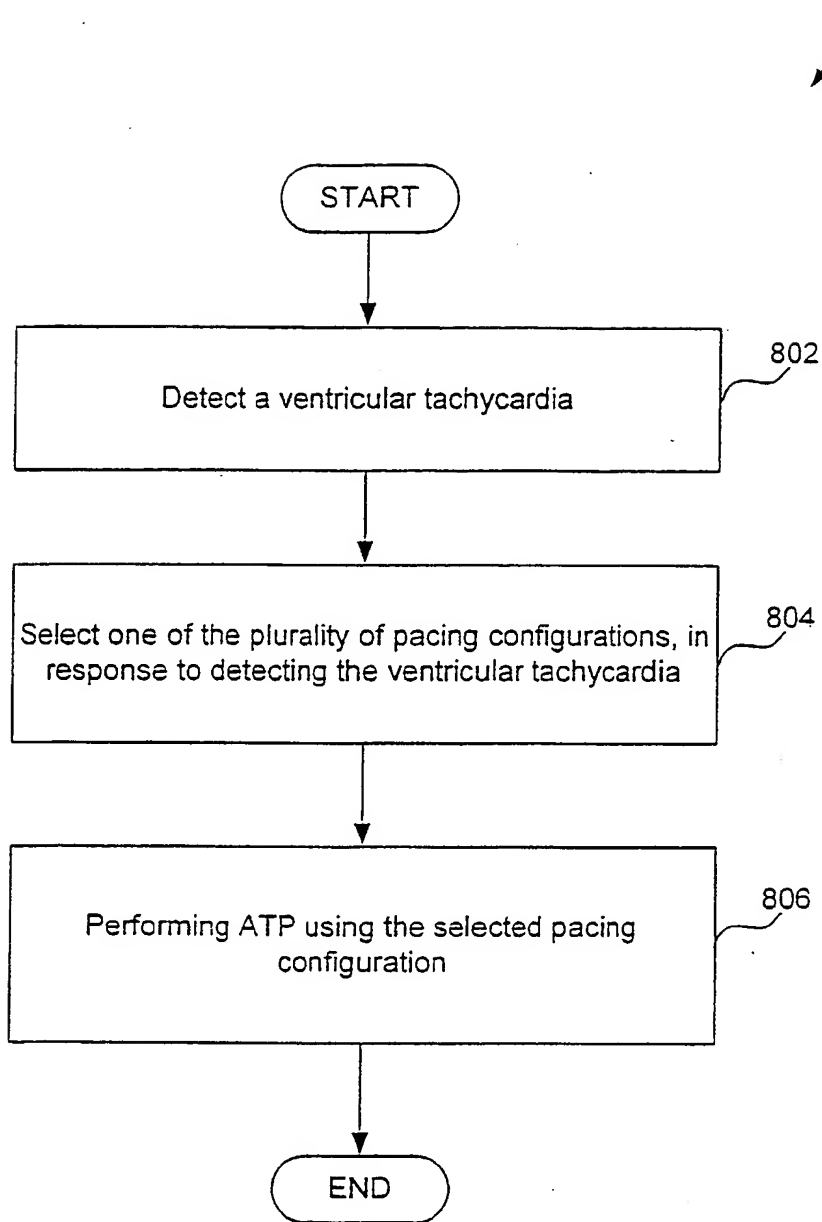 START
802
Detect a ventricular tachycardia
804
Select one of the plurality of pacing configurations, in
response to detecting the ventricular tachycardia
806
Performing ATP using the selected pacing
configuration
END